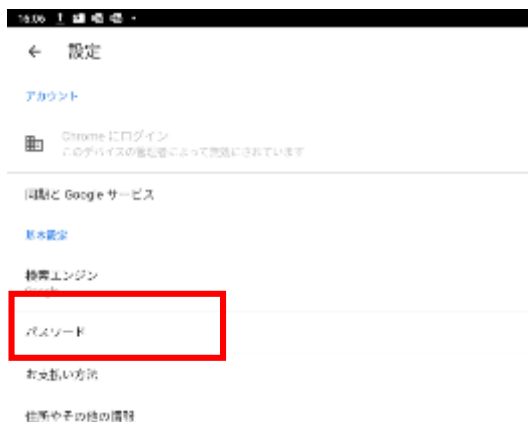 16:06
設定
アカウント
Chrome にログイン
このデバイスの管理者によって無効にされています
同期と Google サービス
基本設定
検索エンジン
Google
パスワード
お支払い方法
住所やその他の情報